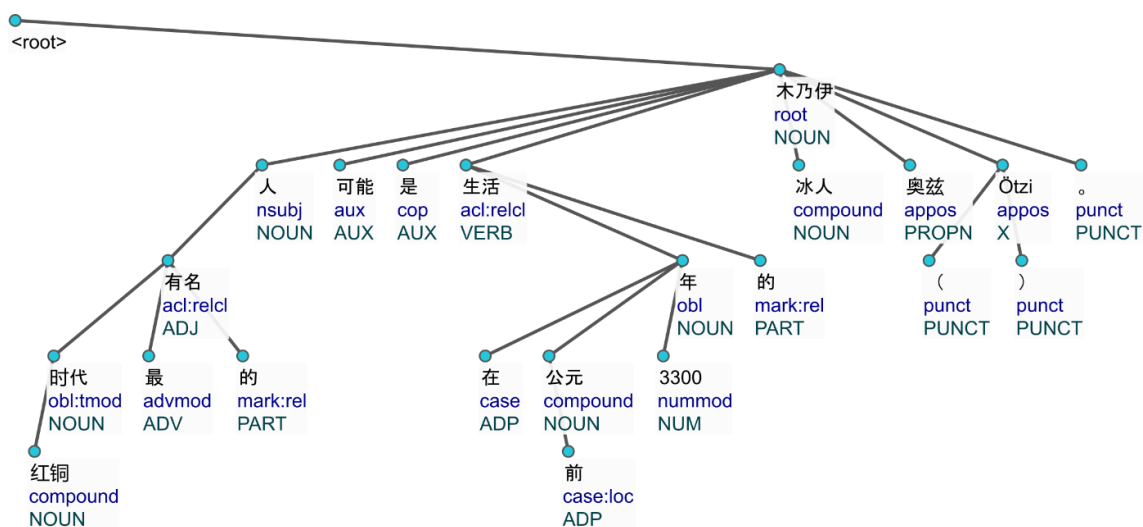 <root>
木乃伊
root
NOUN
人 可能 是 生活 冰人 奥兹 Ötzi 。
nsubj aux cop acl:relcl compound appos appos punct
NOUN AUX AUX VERB NOUN PROPN X PUNCT
有名 年 的 （ ）
acl:relcl obl mark:rel punct punct
ADJ NOUN PART PUNCT PUNCT
时代 最 的 在 公元 3300
obl:tmod advmod mark:rel case compound nummod
NOUN ADV PART ADP NOUN NUM
红铜 前
compound case:loc
NOUN ADP